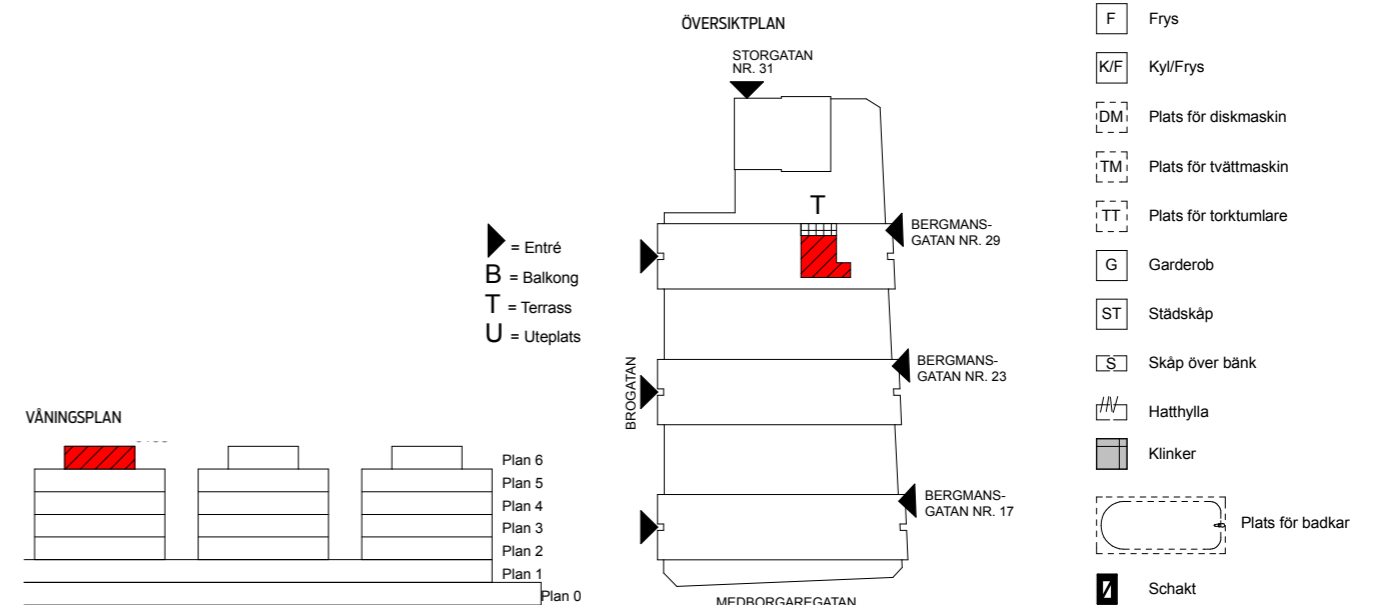 ÖVERSIKTPLAN
STORGATAN
NR. 31
T
BERGMANS-
GATAN NR. 29
= Entré
B = Balkong
T = Terrass
U = Uteplats
BROGATAN
BERGMANS-
GATAN NR. 23
BERGMANS-
GATAN NR. 17
MEDBORGAREGATAN
VÅNINGSPLAN
Plan 6
Plan 5
Plan 4
Plan 3
Plan 2
Plan 1
Plan 0
F Frys
K/F Kyl/Frys
DM Plats för diskmaskin
TM Plats för tvättmaskin
TT Plats för torktumlare
G Garderob
ST Städskåp
S Skåp över bänk
Hatthylla
Klinker
Plats för badkar
Schakt